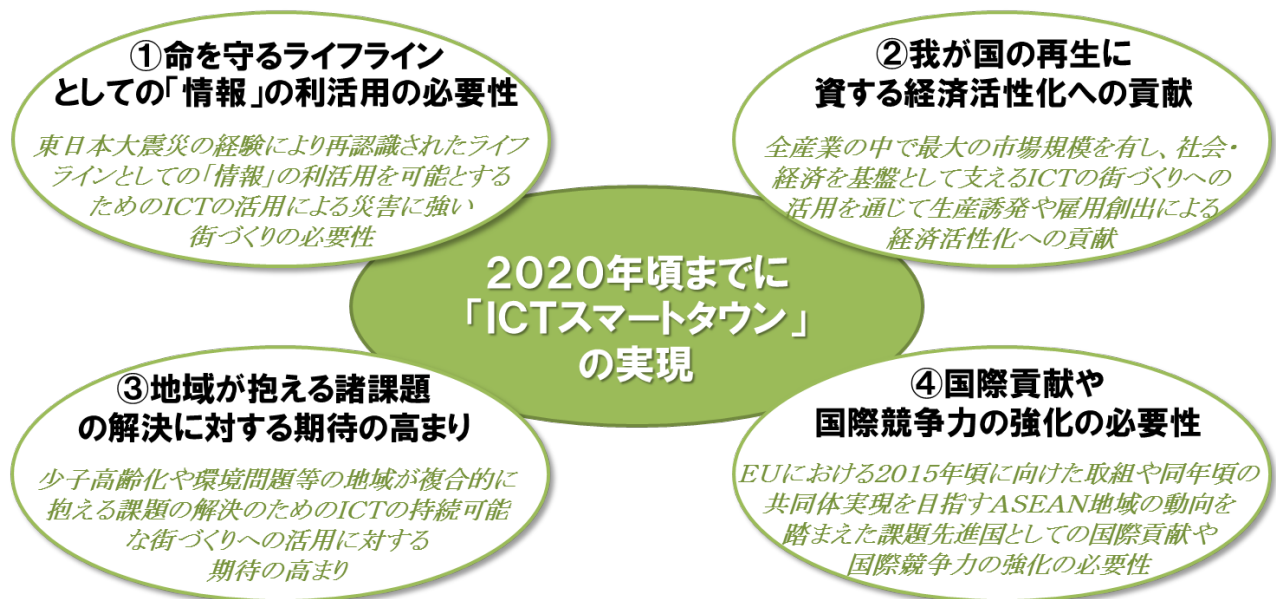 ①命を守るライフライン
としての「情報」の利活用の必要性
東日本大震災の経験により再認識されたライフ
ラインとしての「情報」の利活用を可能とする
ためのICTの活用による災害に強い
街づくりの必要性
②我が国の再生に
資する経済活性化への貢献
全産業の中で最大の市場規模を有し、社会・
経済を基盤として支えるICTの街づくりへの
活用を通じて生産誘発や雇用創出による
経済活性化への貢献
2020年頃までに
「ICTスマートタウン」
の実現
③地域が抱える諸課題
の解決に対する期待の高まり
少子高齢化や環境問題等の地域が複合的に
抱える課題の解決のためのICTの持続可能
な街づくりへの活用に対する
期待の高まり
④国際貢献や
国際競争力の強化の必要性
EUにおける2015年頃に向けた取組や同年頃の
共同体実現を目指すASEAN地域の動向を
踏まえた課題先進国としての国際貢献や
国際競争力の強化の必要性